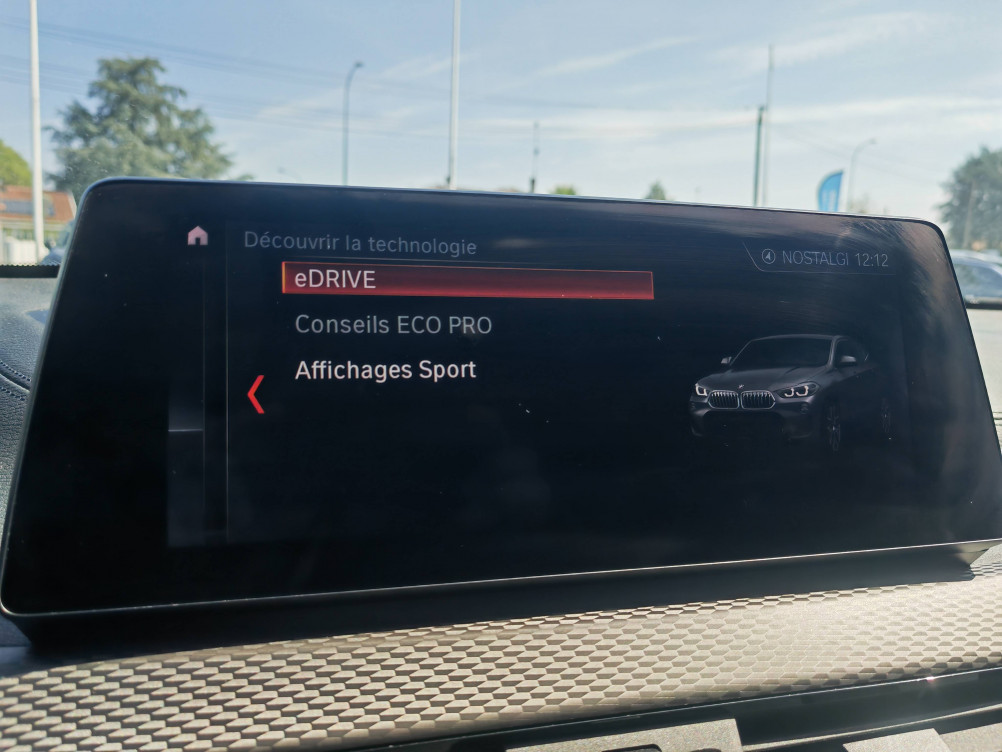 Découvrir la technologie
NOSTALGI 12:12
eDRIVE
Conseils ECO PRO
Affichages Sport